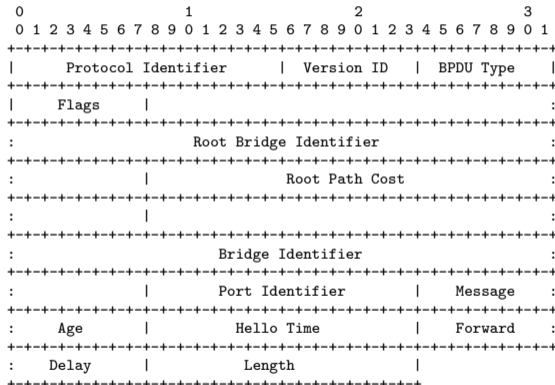 0                   1                   2                   3
 0 1 2 3 4 5 6 7 8 9 0 1 2 3 4 5 6 7 8 9 0 1 2 3 4 5 6 7 8 9 0 1
+-+-+-+-+-+-+-+-+-+-+-+-+-+-+-+-+-+-+-+-+-+-+-+-+-+-+-+-+-+-+-+-+
|      Protocol Identifier      |  Version ID   |  BPDU Type    |
+-+-+-+-+-+-+-+-+-+-+-+-+-+-+-+-+-+-+-+-+-+-+-+-+-+-+-+-+-+-+-+-+
|     Flags     |                                               :
+-+-+-+-+-+-+-+-+-+-+-+-+-+-+-+-+-+-+-+-+-+-+-+-+-+-+-+-+-+-+-+-+
:                     Root Bridge Identifier                    :
+-+-+-+-+-+-+-+-+-+-+-+-+-+-+-+-+-+-+-+-+-+-+-+-+-+-+-+-+-+-+-+-+
:               |                Root Path Cost                 :
+-+-+-+-+-+-+-+-+-+-+-+-+-+-+-+-+-+-+-+-+-+-+-+-+-+-+-+-+-+-+-+-+
:               |                                               :
+-+-+-+-+-+-+-+-+-+-+-+-+-+-+-+-+-+-+-+-+-+-+-+-+-+-+-+-+-+-+-+-+
:                        Bridge Identifier                      :
+-+-+-+-+-+-+-+-+-+-+-+-+-+-+-+-+-+-+-+-+-+-+-+-+-+-+-+-+-+-+-+-+
:               |        Port Identifier        |    Message    :
+-+-+-+-+-+-+-+-+-+-+-+-+-+-+-+-+-+-+-+-+-+-+-+-+-+-+-+-+-+-+-+-+
:     Age       |          Hello Time           |    Forward    :
+-+-+-+-+-+-+-+-+-+-+-+-+-+-+-+-+-+-+-+-+-+-+-+-+-+-+-+-+-+-+-+-+
:    Delay      |           Length              |
+-+-+-+-+-+-+-+-+-+-+-+-+-+-+-+-+-+-+-+-+-+-+-+-+